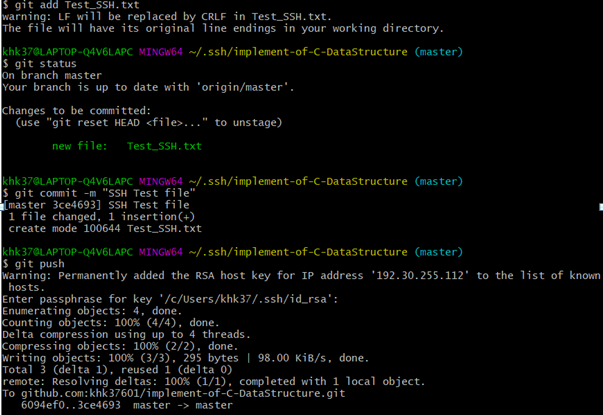 $ git add Test_SSH.txt
warning: LF will be replaced by CRLF in Test_SSH.txt.
The file will have its original line endings in your working directory.
khk37@LAPTOP-Q4V6LAPC MINGW64 ~/.ssh/implement-of-C-DataStructure (master)
$ git status
On branch master
Your branch is up to date with 'origin/master'.
Changes to be committed:
  (use "git reset HEAD <file>..." to unstage)
        new file:   Test_SSH.txt
khk37@LAPTOP-Q4V6LAPC MINGW64 ~/.ssh/implement-of-C-DataStructure (master)
$ git commit -m "SSH Test file"
[master 3ce4693] SSH Test file
 1 file changed, 1 insertion(+)
 create mode 100644 Test_SSH.txt
khk37@LAPTOP-Q4V6LAPC MINGW64 ~/.ssh/implement-of-C-DataStructure (master)
$ git push
Warning: Permanently added the RSA host key for IP address '192.30.255.112' to the list of known
 hosts.
Enter passphrase for key '/c/Users/khk37/.ssh/id_rsa':
Enumerating objects: 4, done.
Counting objects: 100% (4/4), done.
Delta compression using up to 4 threads.
Compressing objects: 100% (2/2), done.
Writing objects: 100% (3/3), 295 bytes | 98.00 KiB/s, done.
Total 3 (delta 1), reused 1 (delta 0)
remote: Resolving deltas: 100% (1/1), completed with 1 local object.
To github.com:khk37601/implement-of-C-DataStructure.git
   6094ef0..3ce4693  master -> master